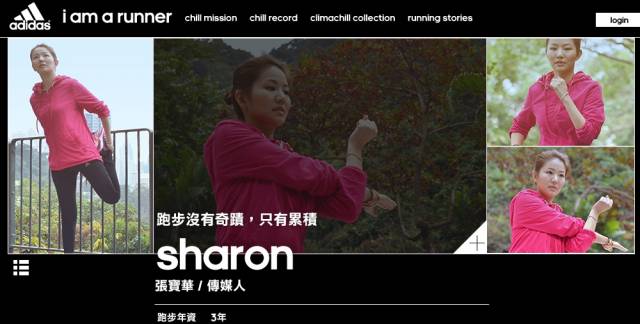 adidas
i am a runner
chill mission chill record climachill collection running stories
login
跑步沒有奇蹟，只有累積
sharon
張寶華 / 傳媒人
跑步年資 3年